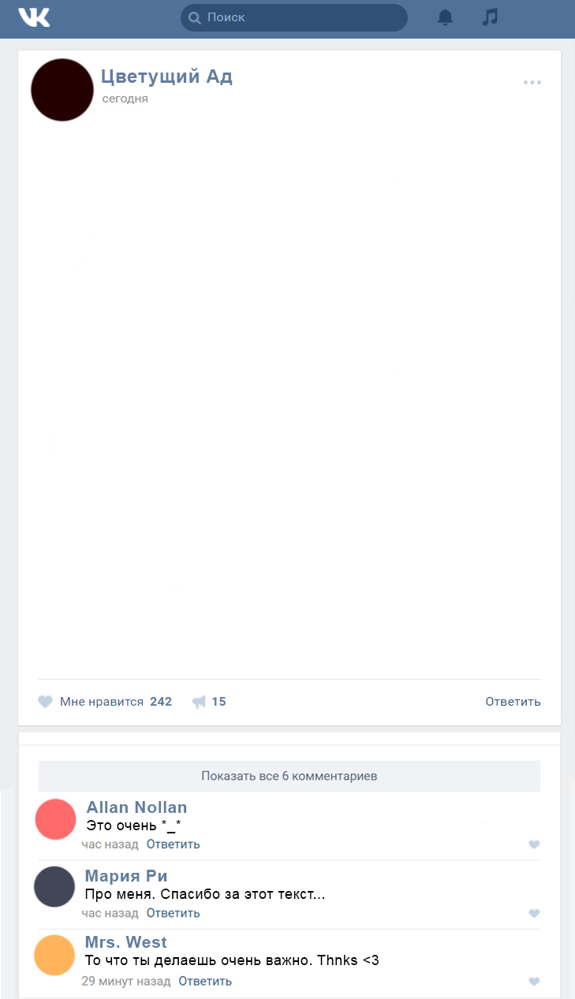 Поиск
Цветущий Ад
сегодня
Мне нравится 242 15 Ответить
Показать все 6 комментариев
Allan Nollan
Это очень *_*
час назад Ответить
Мария Ри
Про меня. Спасибо за этот текст...
час назад Ответить
Mrs. West
То что ты делаешь очень важно. Thnks <3
29 минут назад Ответить